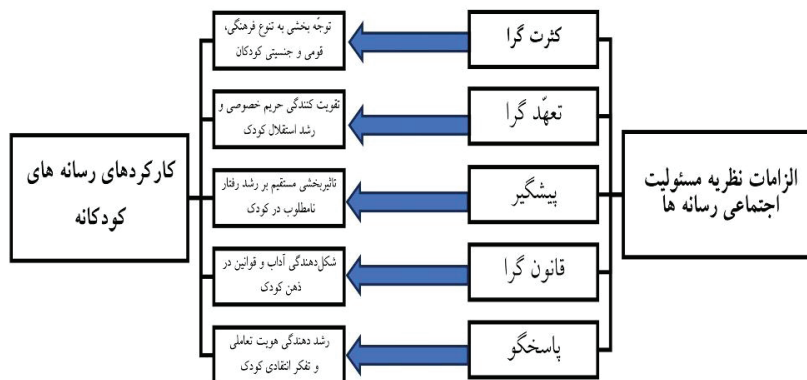 الزامات نظریه مسئولیت
اجتماعی رسانه ها
کثرت گرا
تعهّد گرا
پیشگیر
قانون گرا
پاسخگو
توجّه بخشی به تنوع فرهنگی،
قومی و جنسیتی کودکان
تقویت کنندگی حریم خصوصی و
رشد استقلال کودک
تاثیربخشی مستقیم بر رشد رفتار
نامطلوب در کودک
شکل‌دهندگی آداب و قوانین در
ذهن کودک
رشد دهندگی هویت تعاملی
و تفکر انتقادی کودک
کارکردهای رسانه های
کودکانه